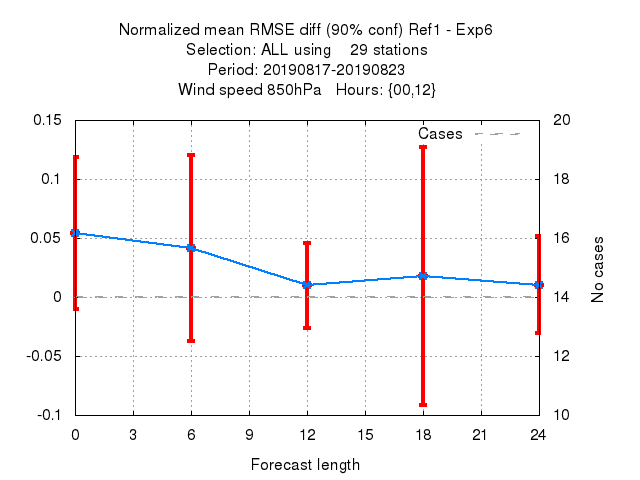 Normalized mean RMSE diff (90% conf) Ref1 - Exp6
Selection: ALL using    29 stations
Period: 20190817-20190823
Wind speed 850hPa   Hours: {00,12}
Cases
0.15
0.1
0.05
0
-0.05
-0.1
20
18
16
14
12
10
No cases
0 3 6 9 12 15 18 21 24
Forecast length